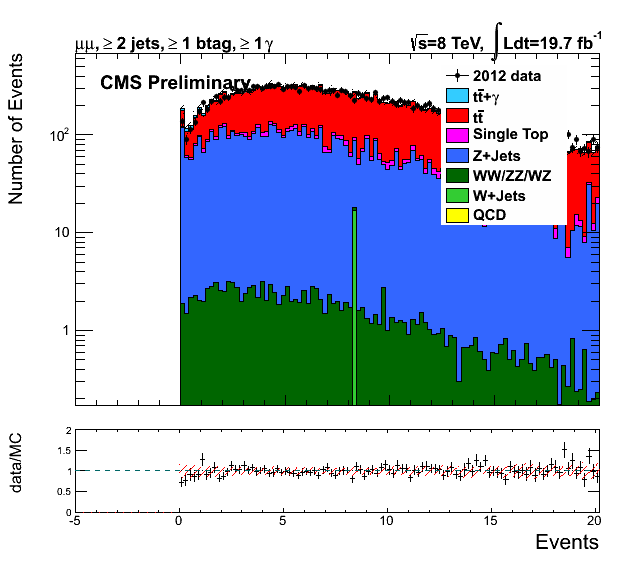 μμ, ≥ 2 jets, ≥ 1 btag, ≥ 1 γ
√s=8 TeV, ∫ Ldt=19.7 fb⁻¹
CMS Preliminary
2012 data
tt̄+γ
tt̄
Single Top
Z+Jets
WW/ZZ/WZ
W+Jets
QCD
Number of Events
10²
10
1
data/MC
2
1.5
1
0.5
0
-5 0 5 10 15 20
Events